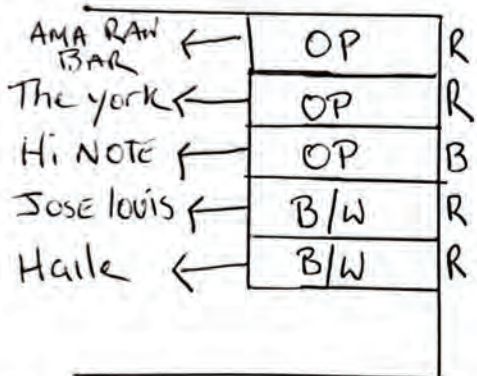 AMA RAW BAR ← OP R
The york ← OP R
Hi NOTE ← OP B
JOSE louis ← B/W R
Haile ← B/W R